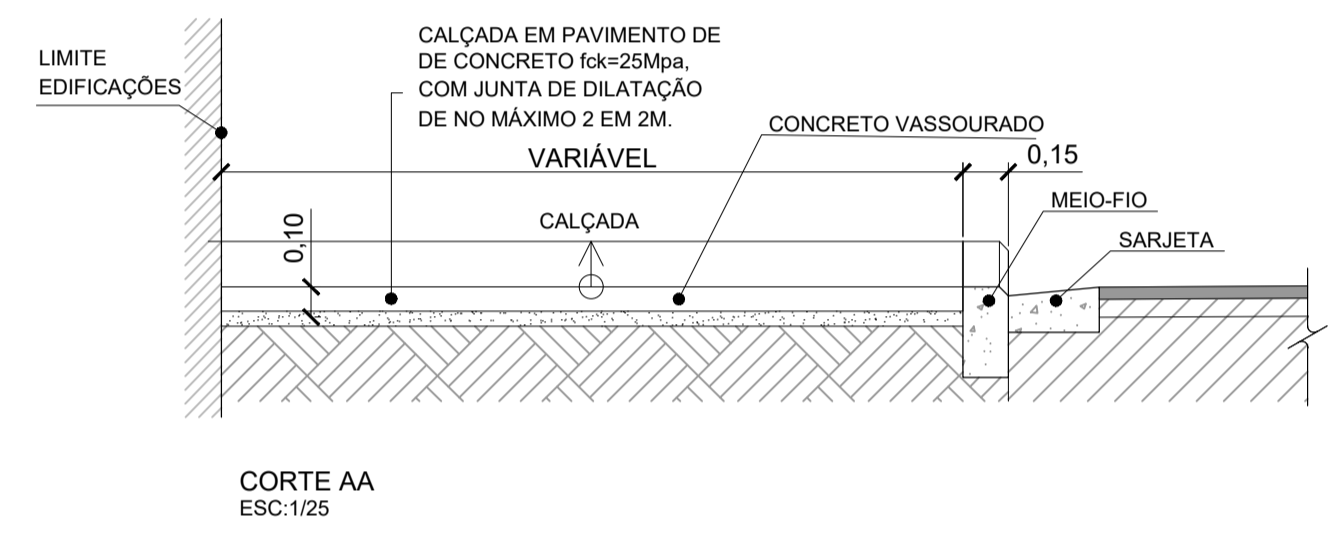 LIMITE
EDIFICAÇÕES
CALÇADA EM PAVIMENTO DE
DE CONCRETO fck=25Mpa,
COM JUNTA DE DILATAÇÃO
DE NO MÁXIMO 2 EM 2M.
CONCRETO VASSOURADO
VARIÁVEL
0,15
MEIO-FIO
0,10
CALÇADA
SARJETA
CORTE AA
ESC:1/25